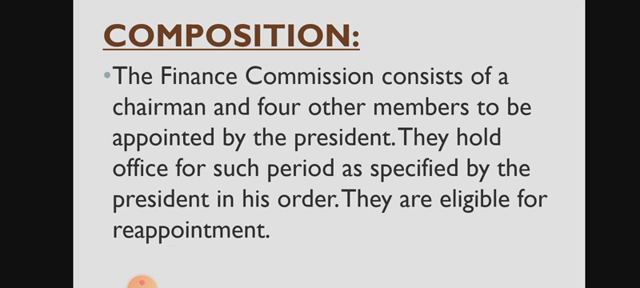 COMPOSITION:
•The Finance Commission consists of a
chairman and four other members to be
appointed by the president. They hold
office for such period as specified by the
president in his order. They are eligible for
reappointment.